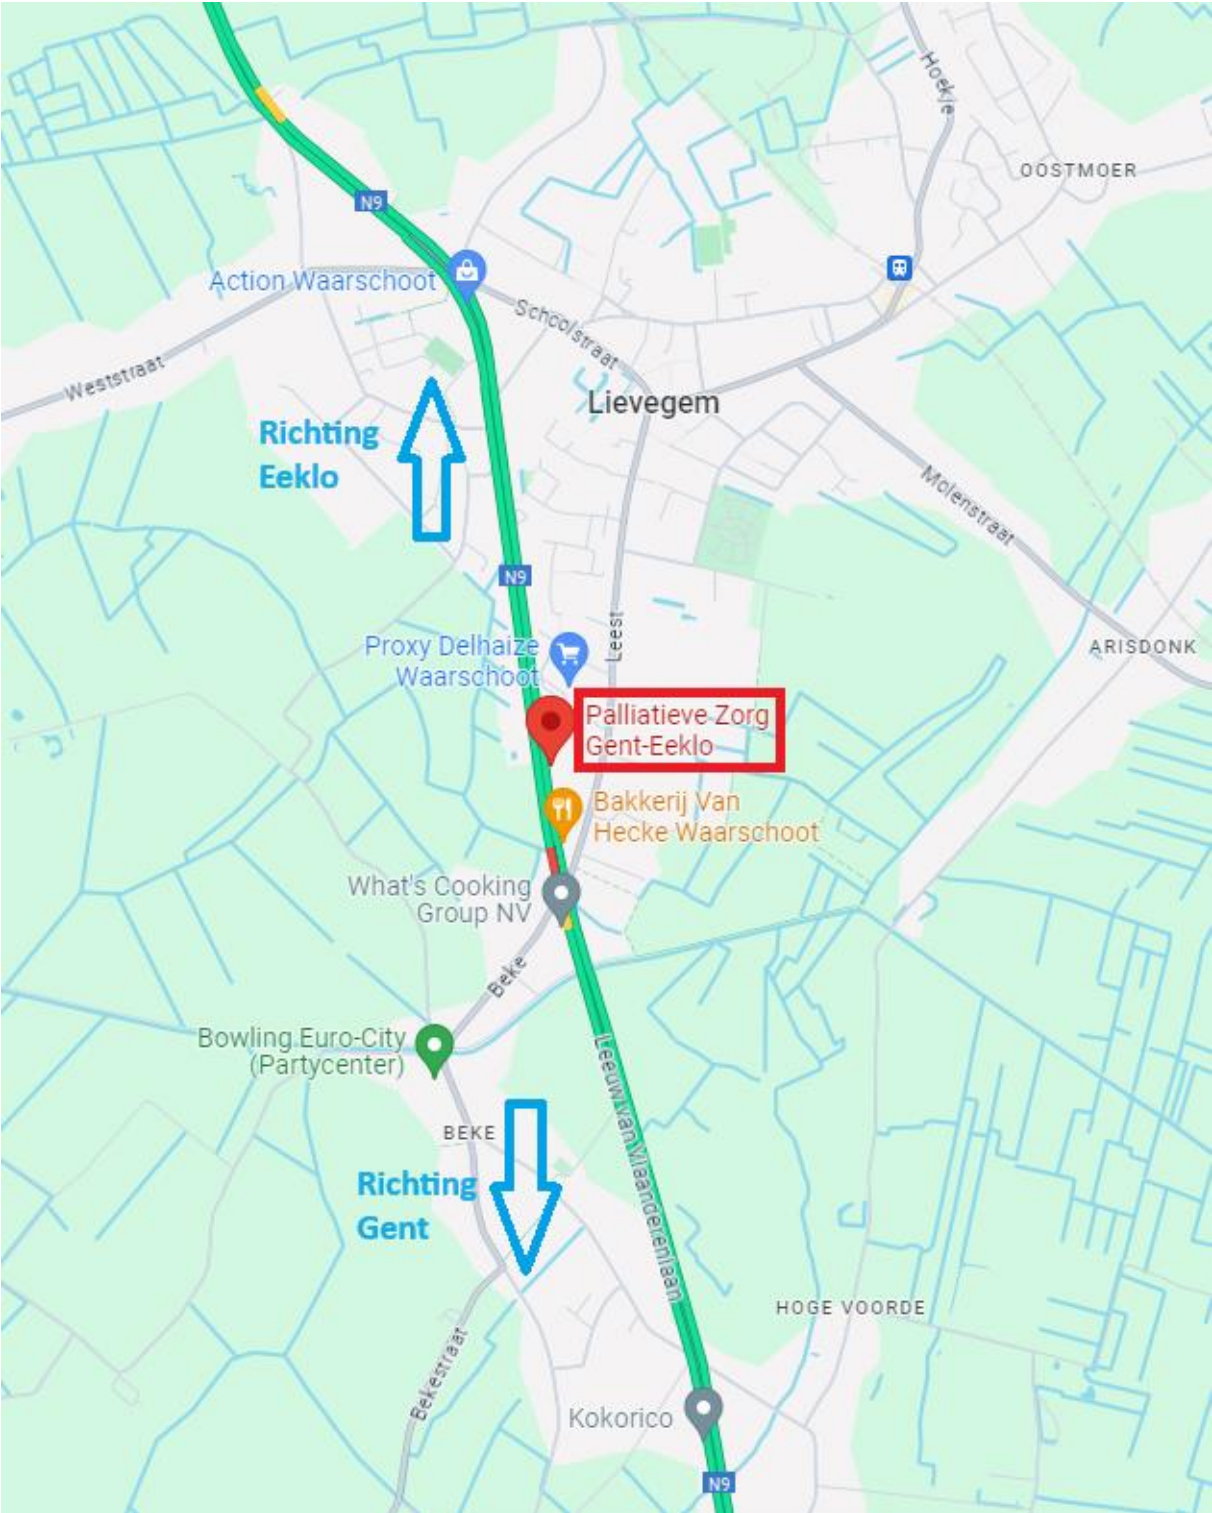 Hoekje
OOSTMOER
N9
Action Waarschoot
Schoolstraat
Weststraat
Lievegem
Richting
Eeklo
Molenstraat
N9
Leest
Proxy Delhaize
Waarschoot
ARISDONK
Palliatieve Zorg
Gent-Eeklo
Bakkerij Van
Hecke Waarschoot
What's Cooking
Group NV
Beke
Bowling Euro-City
(Partycenter)
Leeuw van Vlaanderenlaan
BEKE
Richting
Gent
HOGE VOORDE
Bekestraat
Kokorico
N9